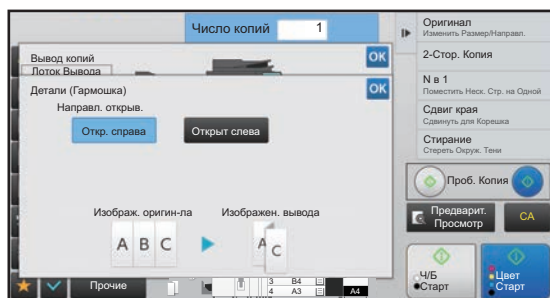 Число копий 1
Вывод копий
OK
Лоток Вывода
Детали (Гармошка)
OK
Направл. открыв.
Откр. справа
Открыт слева
Изображ. оригин-ла
Изображен. вывода
A B C
A C
Прочие
3 B4
4 A3
A4
Оригинал
Изменить Размер/Направл.
2-Стор. Копия
N в 1
Поместить Неск. Стр. на Одной
Сдвиг края
Сдвинуть для Корешка
Стирание
Стереть Окруж. Тени
Проб. Копия
Предварит.
Просмотр
CA
Ч/Б
Старт
Цвет
Старт